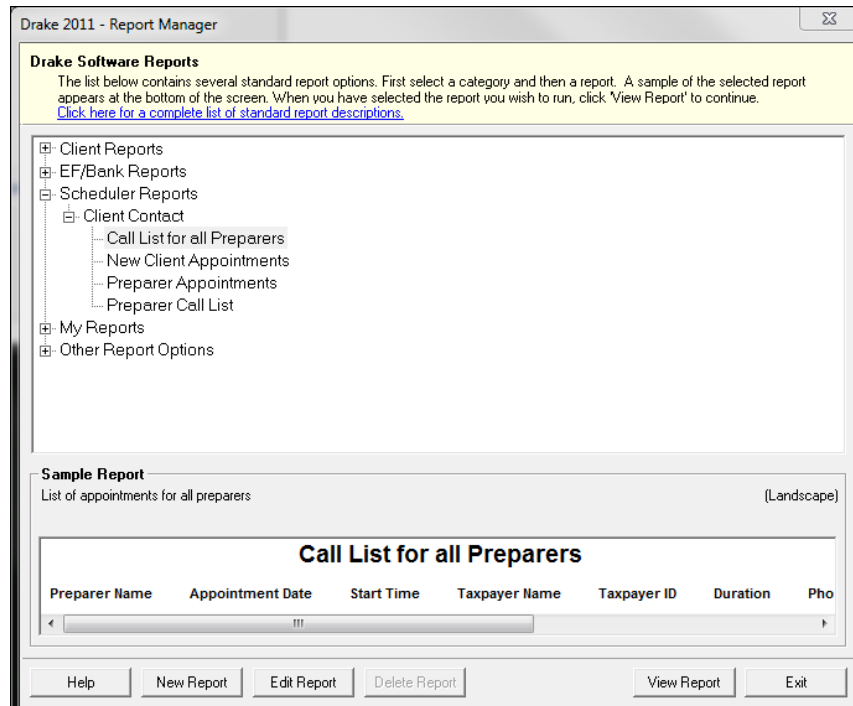 Drake 2011 - Report Manager
Drake Software Reports
The list below contains several standard report options. First select a category and then a report. A sample of the selected report
appears at the bottom of the screen. When you have selected the report you wish to run, click 'View Report' to continue.
Click here for a complete list of standard report descriptions.
Client Reports
EF/Bank Reports
Scheduler Reports
Client Contact
Call List for all Preparers
New Client Appointments
Preparer Appointments
Preparer Call List
My Reports
Other Report Options
Sample Report
List of appointments for all preparers (Landscape)
Call List for all Preparers
Preparer Name Appointment Date Start Time Taxpayer Name Taxpayer ID Duration Pho
Help New Report Edit Report Delete Report View Report Exit